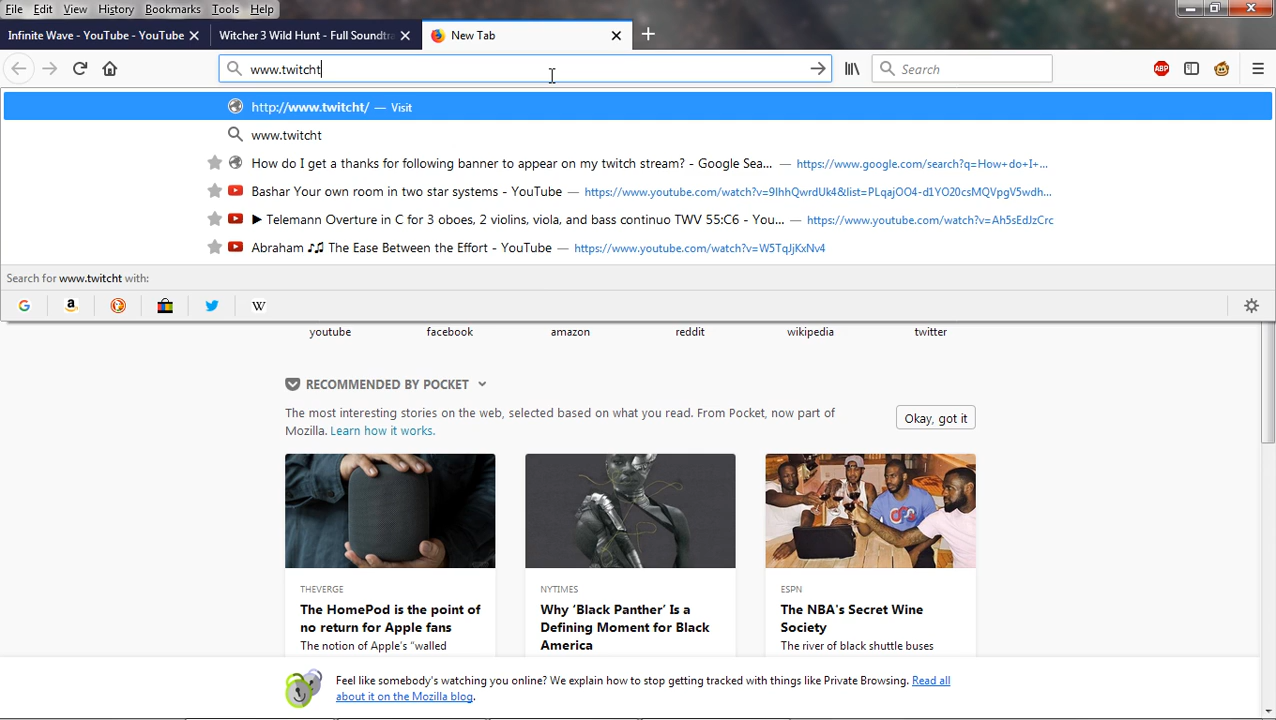 File Edit View History Bookmarks Tools Help
Infinite Wave - YouTube - YouTube Witcher 3 Wild Hunt - Full Soundtra New Tab
www.twitcht Search ABP
http://www.twitcht/ — Visit
www.twitcht
How do I get a thanks for following banner to appear on my twitch stream? - Google Sea... — https://www.google.com/search?q=How+do+I+...
Bashar Your own room in two star systems - YouTube — https://www.youtube.com/watch?v=9IhhQwrdUk4&list=PLqajOO4-d1YO20csMQVpgV5wdh...
▶ Telemann Overture in C for 3 oboes, 2 violins, viola, and bass continuo TWV 55:C6 - You... — https://www.youtube.com/watch?v=Ah5sEdJzCrc
Abraham ♪♫ The Ease Between the Effort - YouTube — https://www.youtube.com/watch?v=W5TqJjKxNv4
Search for www.twitcht with:
G a W
youtube facebook amazon reddit wikipedia twitter
RECOMMENDED BY POCKET
The most interesting stories on the web, selected based on what you read. From Pocket, now part of
Mozilla. Learn how it works.
Okay, got it
THEVERGE
The HomePod is the point of
no return for Apple fans
The notion of Apple's “walled
NYTIMES
Why ‘Black Panther’ Is a
Defining Moment for Black
America
ESPN
The NBA's Secret Wine
Society
The river of black shuttle buses
Feel like somebody's watching you online? We explain how to stop getting tracked with things like Private Browsing. Read all
about it on the Mozilla blog.